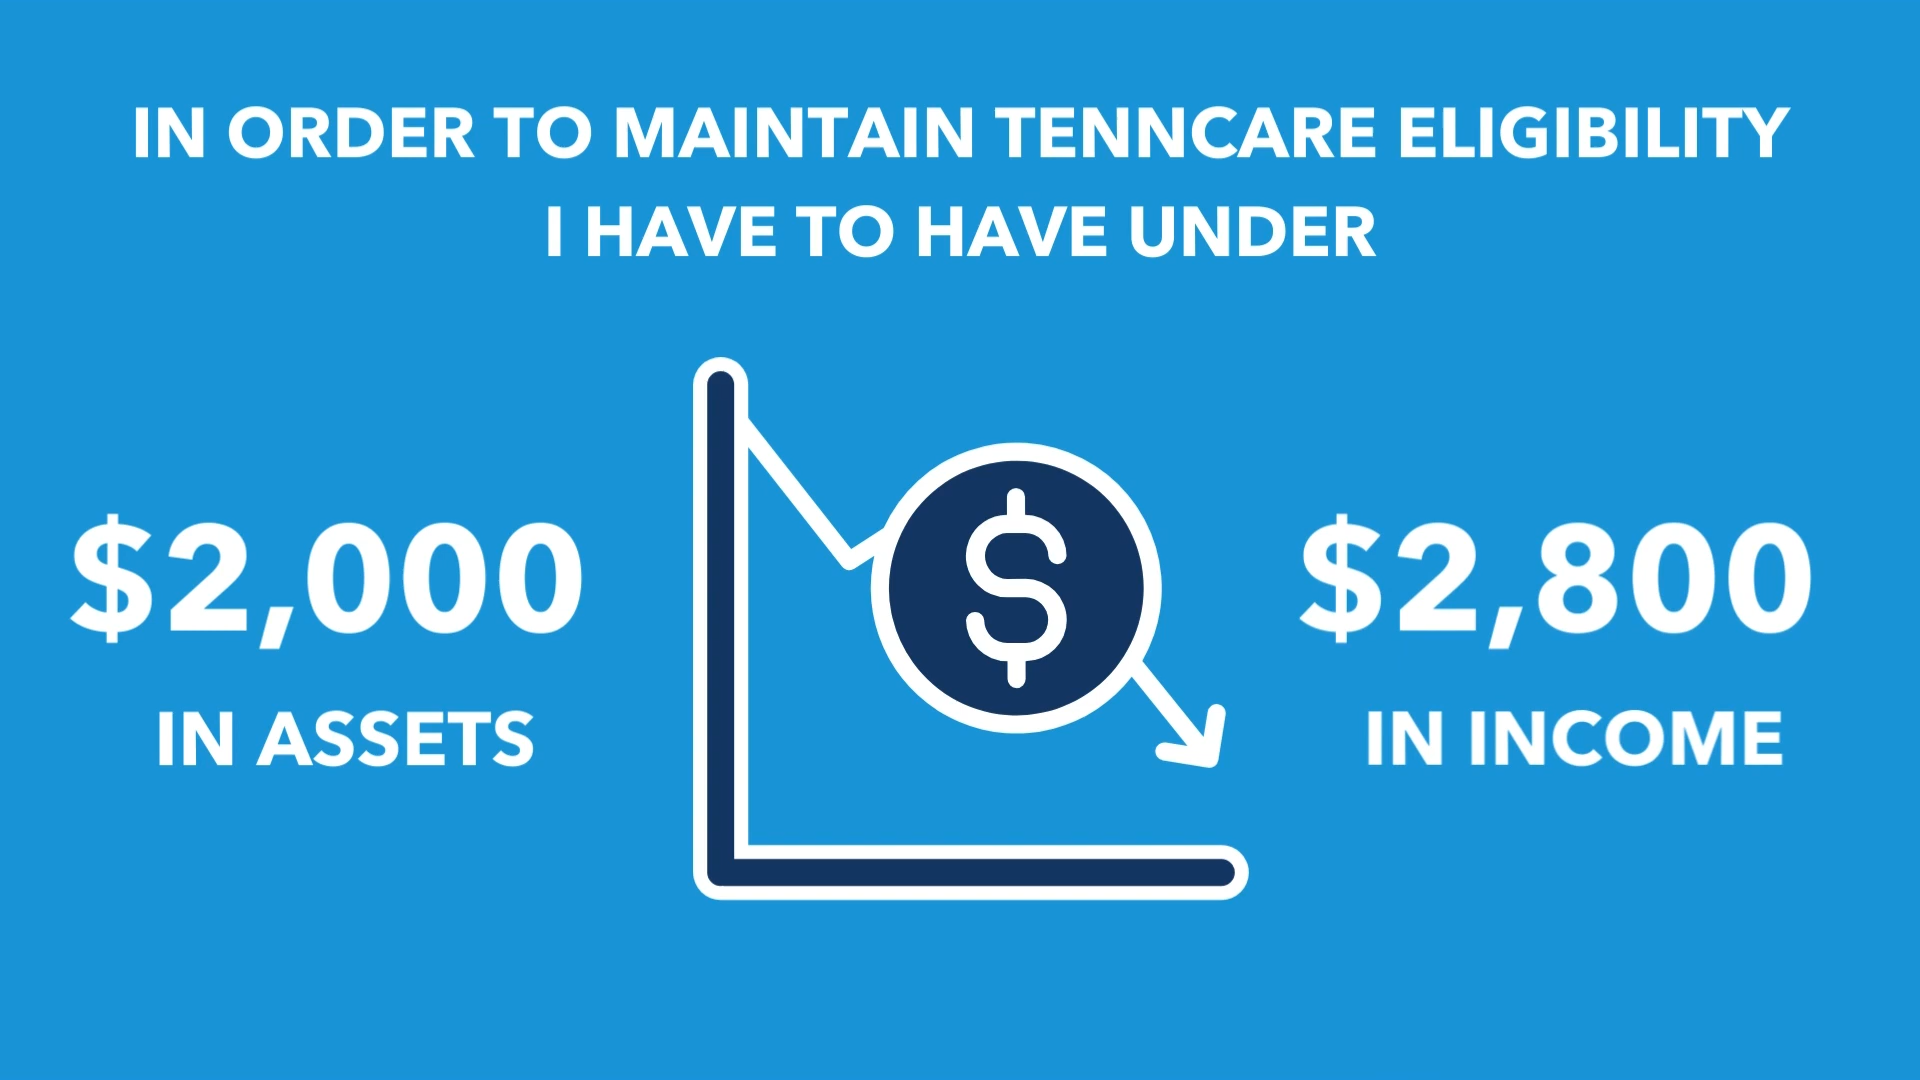 IN ORDER TO MAINTAIN TENNCARE ELIGIBILITY
I HAVE TO HAVE UNDER
$2,000
IN ASSETS
$
$2,800
IN INCOME